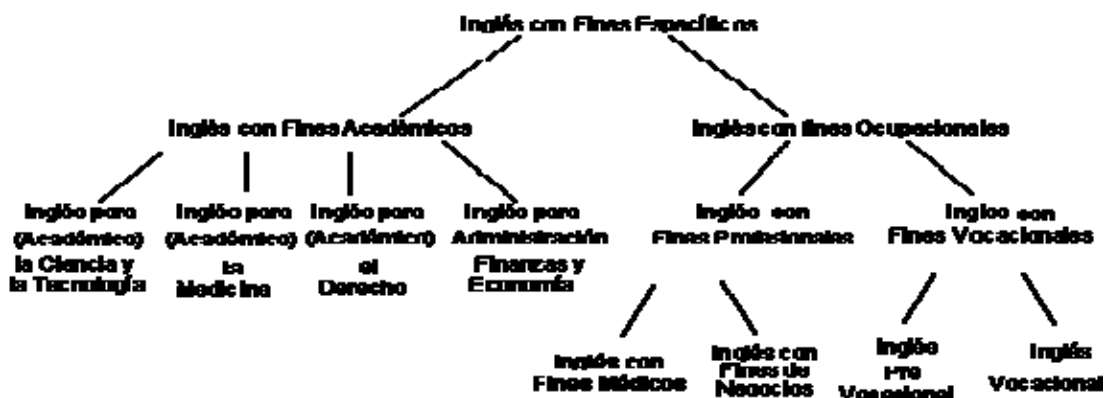 Inglés con Fines Específicos
Inglés con Fines Académicos
Inglés con fines Ocupacionales
Inglés para
(Académico)
la Ciencia y
la Tecnología
Inglés para
(Académico)
la
Medicina
Inglés para
(Académico)
el
Derecho
Inglés para
Administración
Finanzas y
Economía
Inglés con
Fines Profesionales
Inglés con
Fines Vocacionales
Inglés con
Fines Médicos
Inglés con
Fines de
Negocios
Inglés
Pre
Vocacional
Inglés
Vocacional